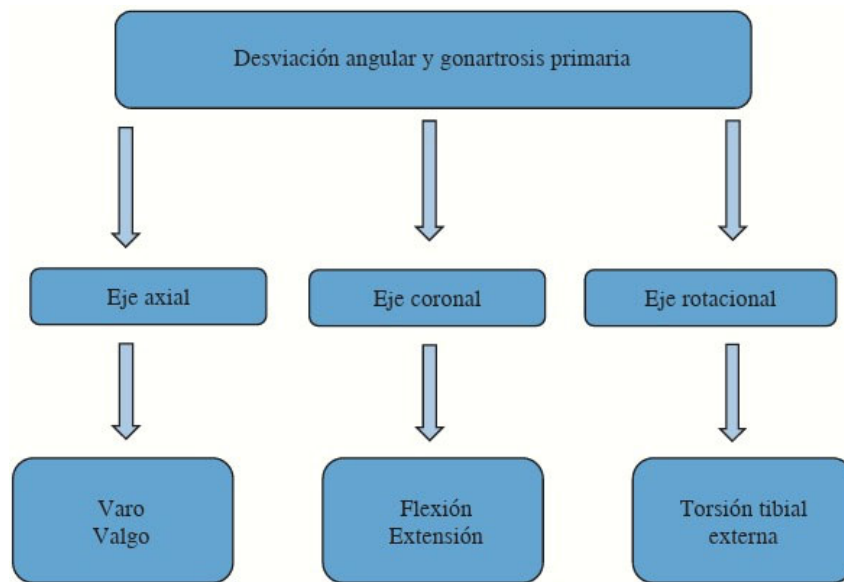 Desviación angular y gonartrosis primaria
Eje axial
Eje coronal
Eje rotacional
Varo
Valgo
Flexión
Extensión
Torsión tibial
externa